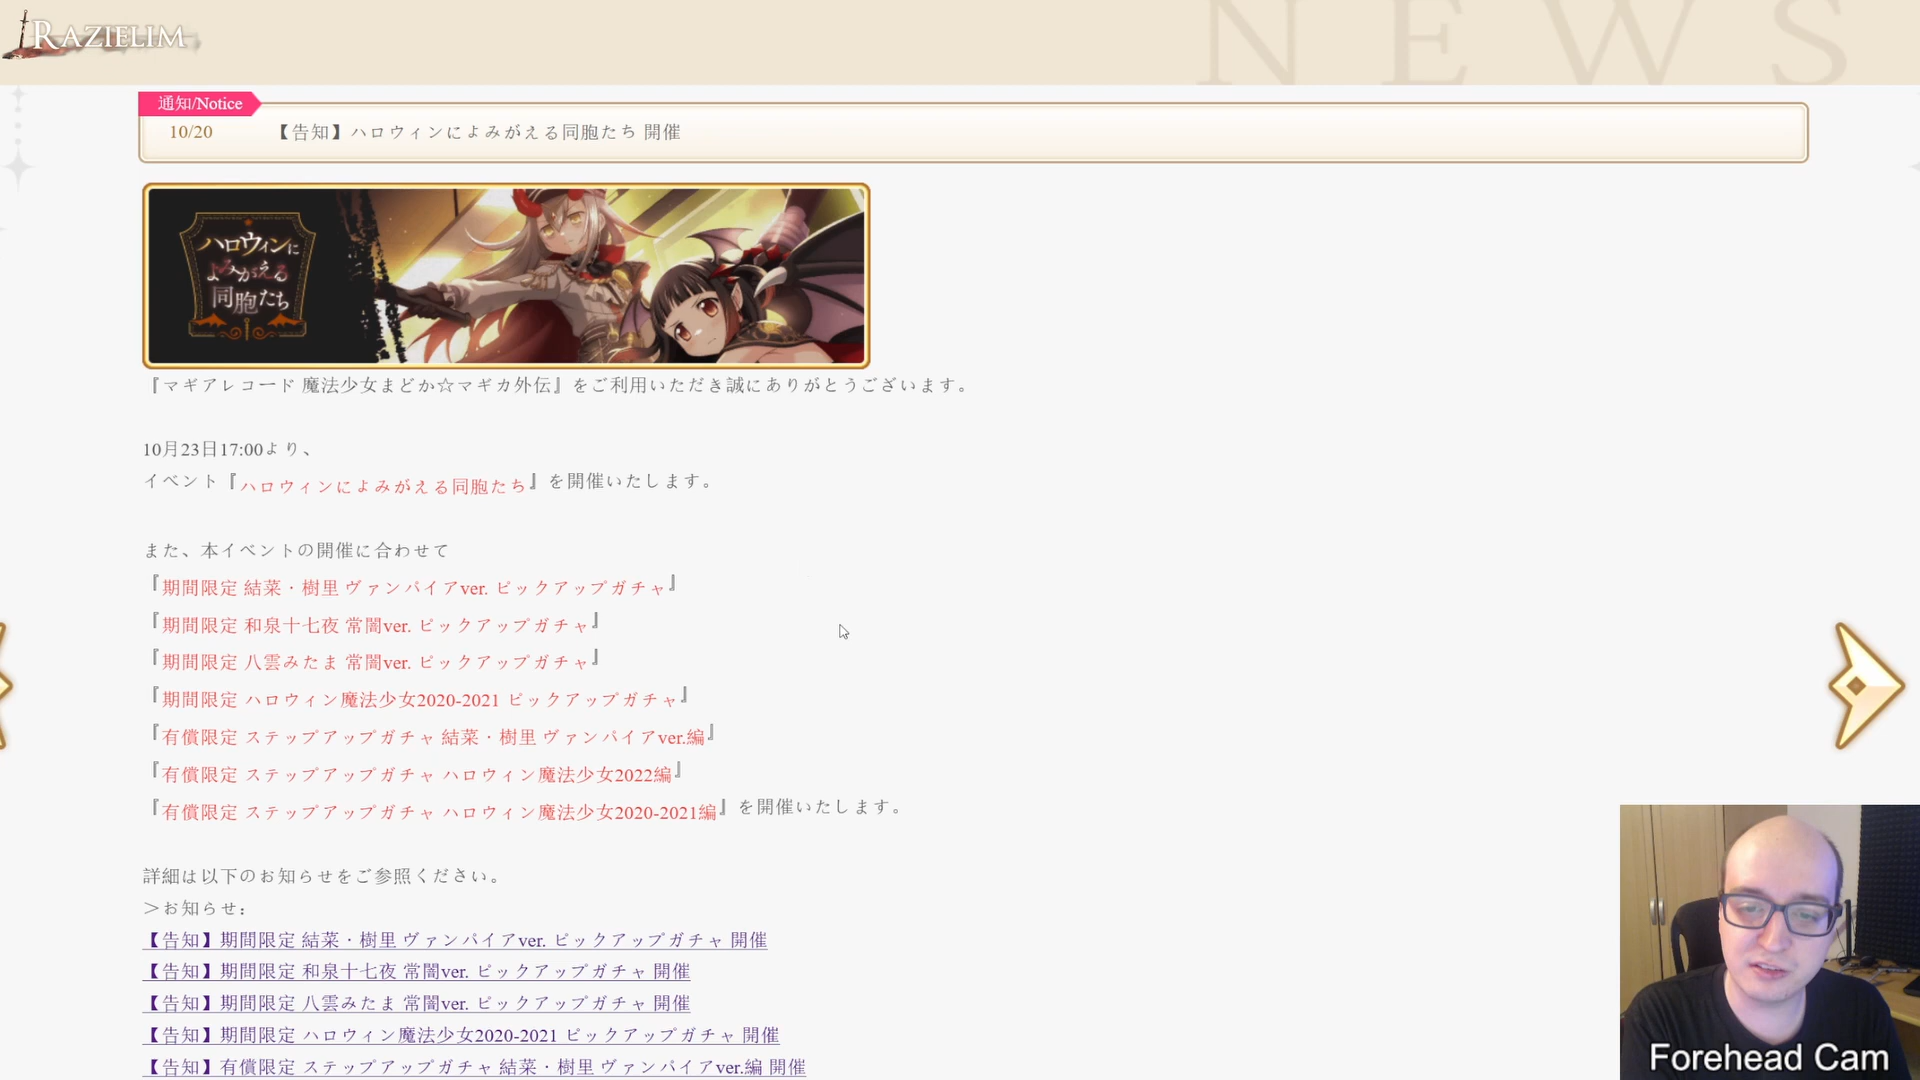 RAZIELIM
NEWS
通知/Notice
10/20 【告知】ハロウィンによみがえる同胞たち 開催
ハロウィンに
よみがえる
同胞たち
『マギアレコード 魔法少女まどか☆マギカ外伝』をご利用いただき誠にありがとうございます。
10月23日17:00より、
イベント『ハロウィンによみがえる同胞たち』を開催いたします。
また、本イベントの開催に合わせて
『期間限定 結菜・樹里 ヴァンパイアver. ピックアップガチャ』
『期間限定 和泉十七夜 常闇ver. ピックアップガチャ』
『期間限定 八雲みたま 常闇ver. ピックアップガチャ』
『期間限定 ハロウィン魔法少女2020-2021 ピックアップガチャ』
『有償限定 ステップアップガチャ 結菜・樹里 ヴァンパイアver.編』
『有償限定 ステップアップガチャ ハロウィン魔法少女2022編』
『有償限定 ステップアップガチャ ハロウィン魔法少女2020-2021編』を開催いたします。
詳細は以下のお知らせをご参照ください。
＞お知らせ：
【告知】期間限定 結菜・樹里 ヴァンパイアver. ピックアップガチャ 開催
【告知】期間限定 和泉十七夜 常闇ver. ピックアップガチャ 開催
【告知】期間限定 八雲みたま 常闇ver. ピックアップガチャ 開催
【告知】期間限定 ハロウィン魔法少女2020-2021 ピックアップガチャ 開催
【告知】有償限定 ステップアップガチャ 結菜・樹里 ヴァンパイアver.編 開催
Forehead Cam